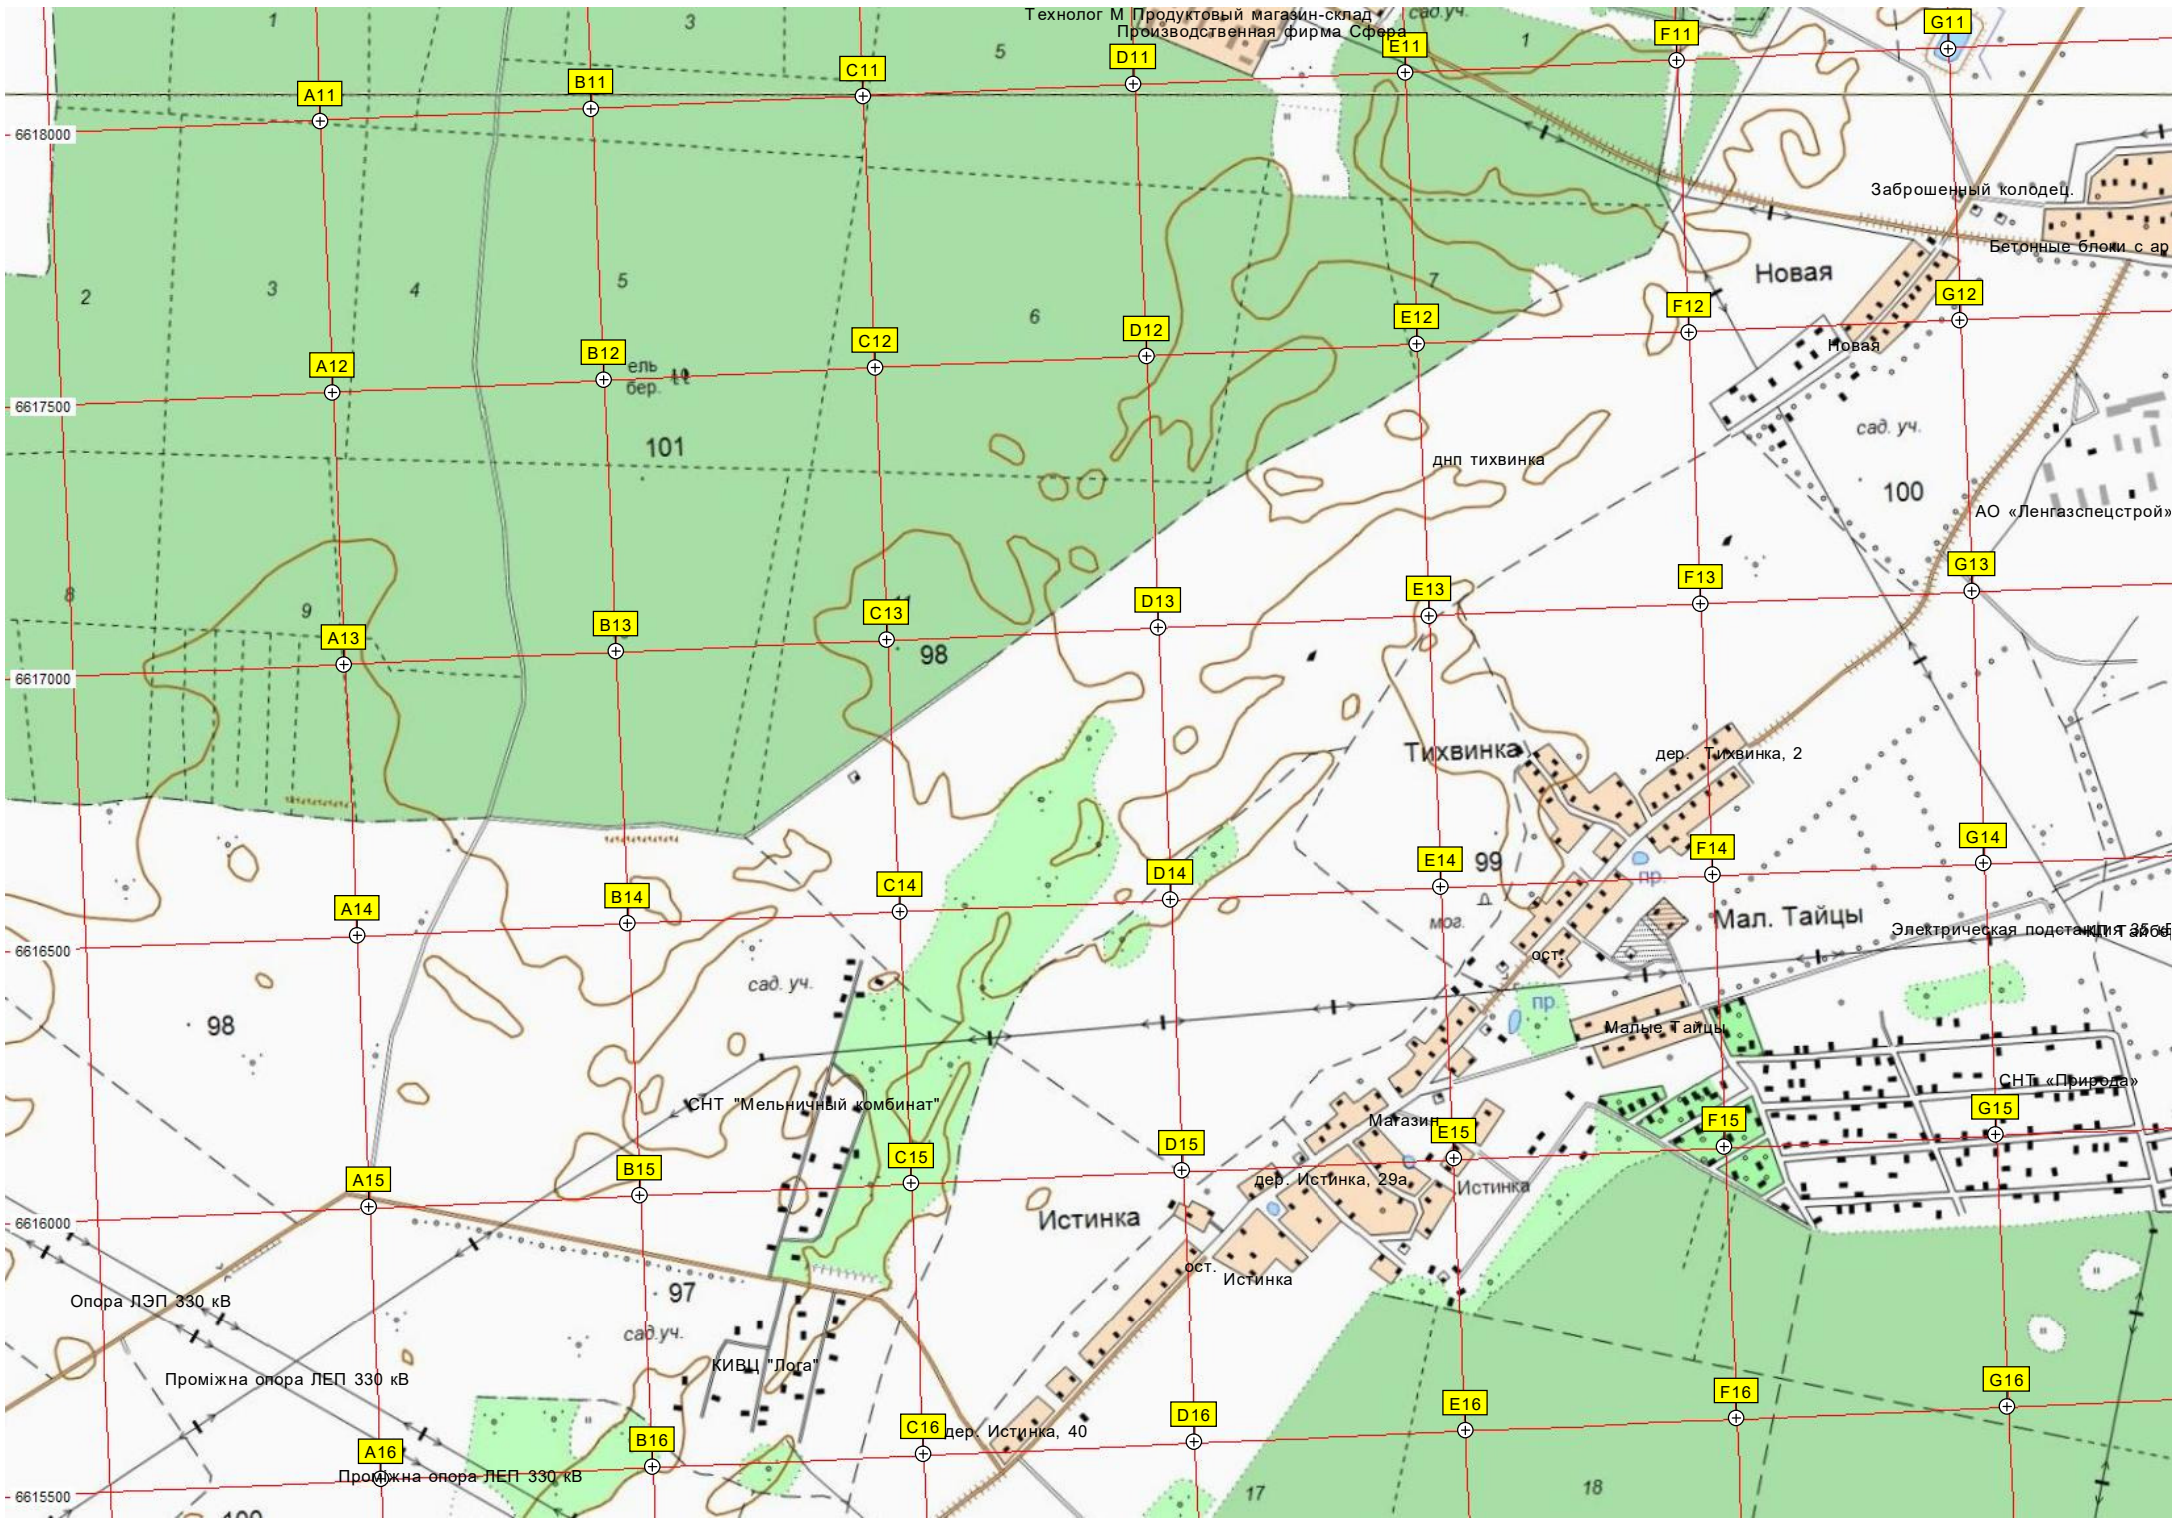 1
3
5
Технолог М Продуктовый магазин-склад
Производственная фирма Сфера
сад.уч.
1
A11
B11
C11
D11
E11
F11
G11
6618000
Заброшенный колодец.
Бетонные блоки с ар
Новая
2
3
4
5
6
7
A12
B12
C12
D12
E12
F12
G12
Новая
ель
бер.
6617500
101
сад. уч.
днп тихвинка
100
АО «Ленгазспецстрой»
8
9
A13
B13
C13
D13
E13
F13
G13
98
6617000
Тихвинка
дер. Тихвинка, 2
A14
B14
C14
D14
E14
F14
G14
99
пр.
мог.
Мал. Тайцы
Электрическая подстанция 35 кВ
ост.
6616500
сад. уч.
98
пр.
Малые Тайцы
СНТ «Природа»
СНТ "Мельничный комбинат"
Магазин
A15
B15
C15
D15
E15
F15
G15
дер. Истинка, 29а
Истинка
6616000
Истинка
ост.
Истинка
97
Опора ЛЭП 330 кВ
сад.уч.
КИВЦ "Лога"
Проміжна опора ЛЕП 330 кВ
A16
B16
C16
D16
E16
F16
G16
дер. Истинка, 40
Проміжна опора ЛЕП 330 кВ
6615500
17
18